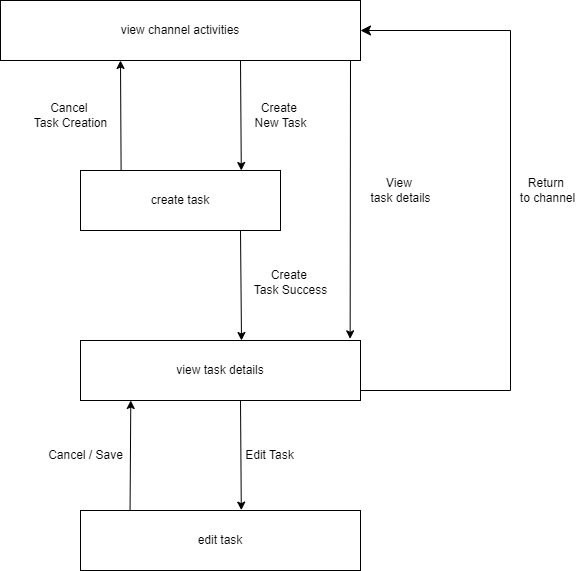 view channel activities
Cancel
Task Creation
Create
New Task
View
task details
Return
to channel
create task
Create
Task Success
view task details
Cancel / Save
Edit Task
edit task